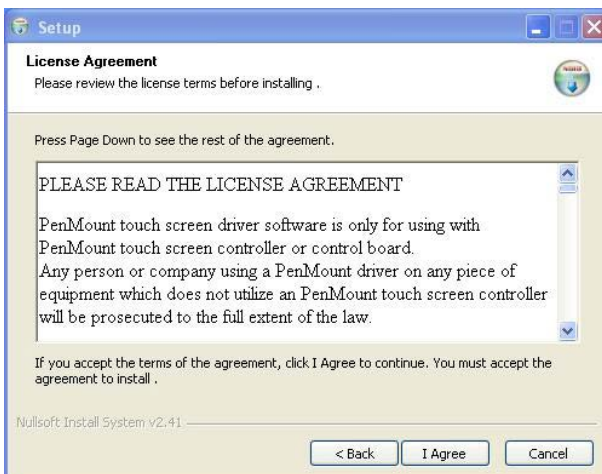 Setup
License Agreement
Please review the license terms before installing .
Press Page Down to see the rest of the agreement.
PLEASE READ THE LICENSE AGREEMENT
PenMount touch screen driver software is only for using with
PenMount touch screen controller or control board.
Any person or company using a PenMount driver on any piece of
equipment which does not utilize an PenMount touch screen controller
will be prosecuted to the full extent of the law.
If you accept the terms of the agreement, click I Agree to continue. You must accept the
agreement to install .
Nullsoft Install System v2.41
< Back
I Agree
Cancel